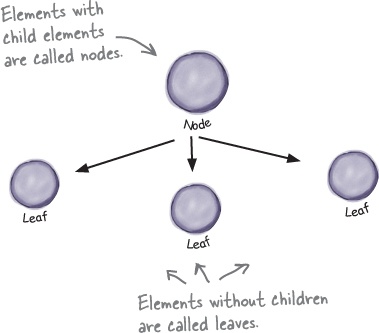 Elements with
child elements
are called nodes.
Node
Leaf
Leaf
Leaf
Elements without children
are called leaves.